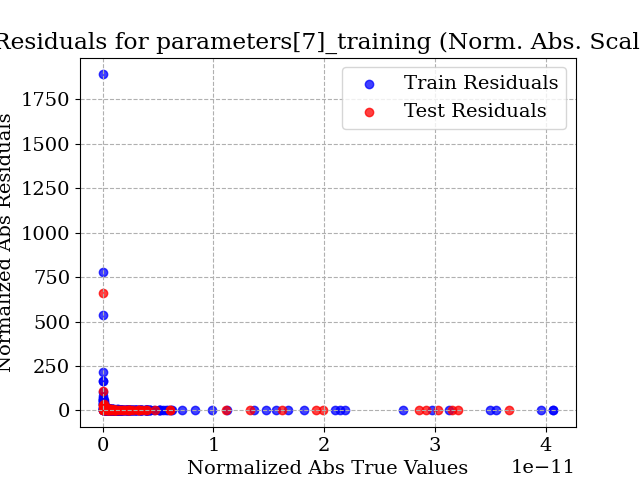 Residuals for parameters[7]_training (Norm. Abs. Scal
Train Residuals
Test Residuals
Normalized Abs Residuals
1750
1500
1250
1000
750
500
250
0
0
1
2
3
4
1e−11
Normalized Abs True Values